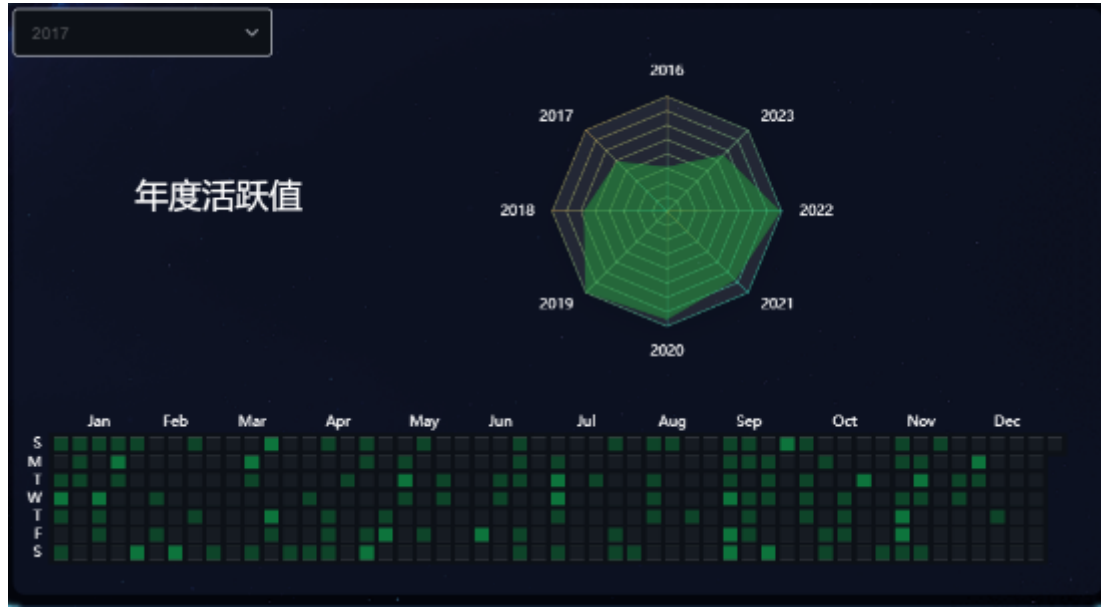 2017
2016
2017 2023
年度活跃值
2018 2022
2019 2021
2020
Jan Feb Mar Apr May Jun Jul Aug Sep Oct Nov Dec
S
M
T
W
T
F
S